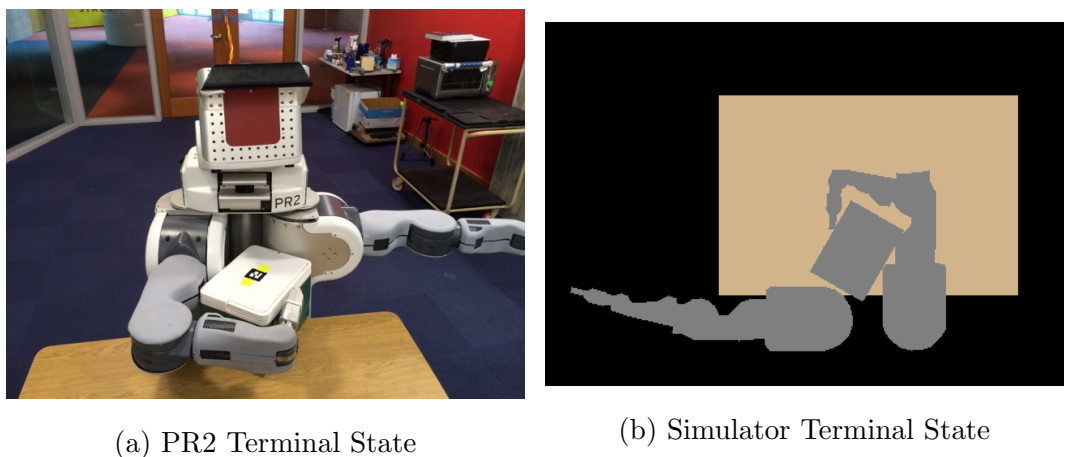 PR2
(a) PR2 Terminal State
(b) Simulator Terminal State